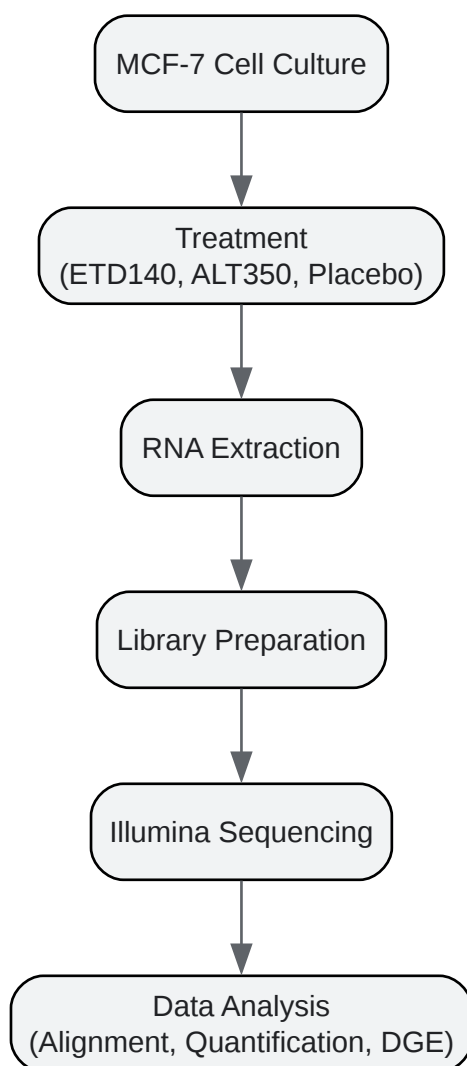 MCF-7 Cell Culture
Treatment
(ETD140, ALT350, Placebo)
RNA Extraction
Library Preparation
Illumina Sequencing
Data Analysis
(Alignment, Quantification, DGE)